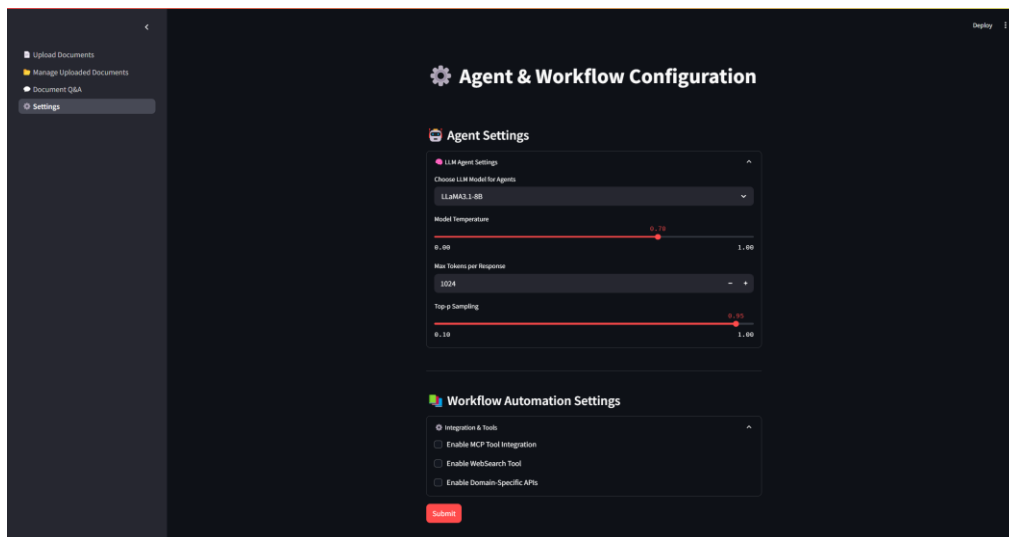 Deploy
Upload Documents
Manage Uploaded Documents
Document Q&A
Settings
Agent & Workflow Configuration
Agent Settings
LLM Agent Settings
Choose LLM Model for Agents
LLaMA3.1-8B
Model Temperature
0.70
0.00 1.00
Max Tokens per Response
1024 - +
Top-p Sampling
0.95
0.10 1.00
Workflow Automation Settings
Integration & Tools
Enable MCP Tool Integration
Enable WebSearch Tool
Enable Domain-Specific APIs
Submit